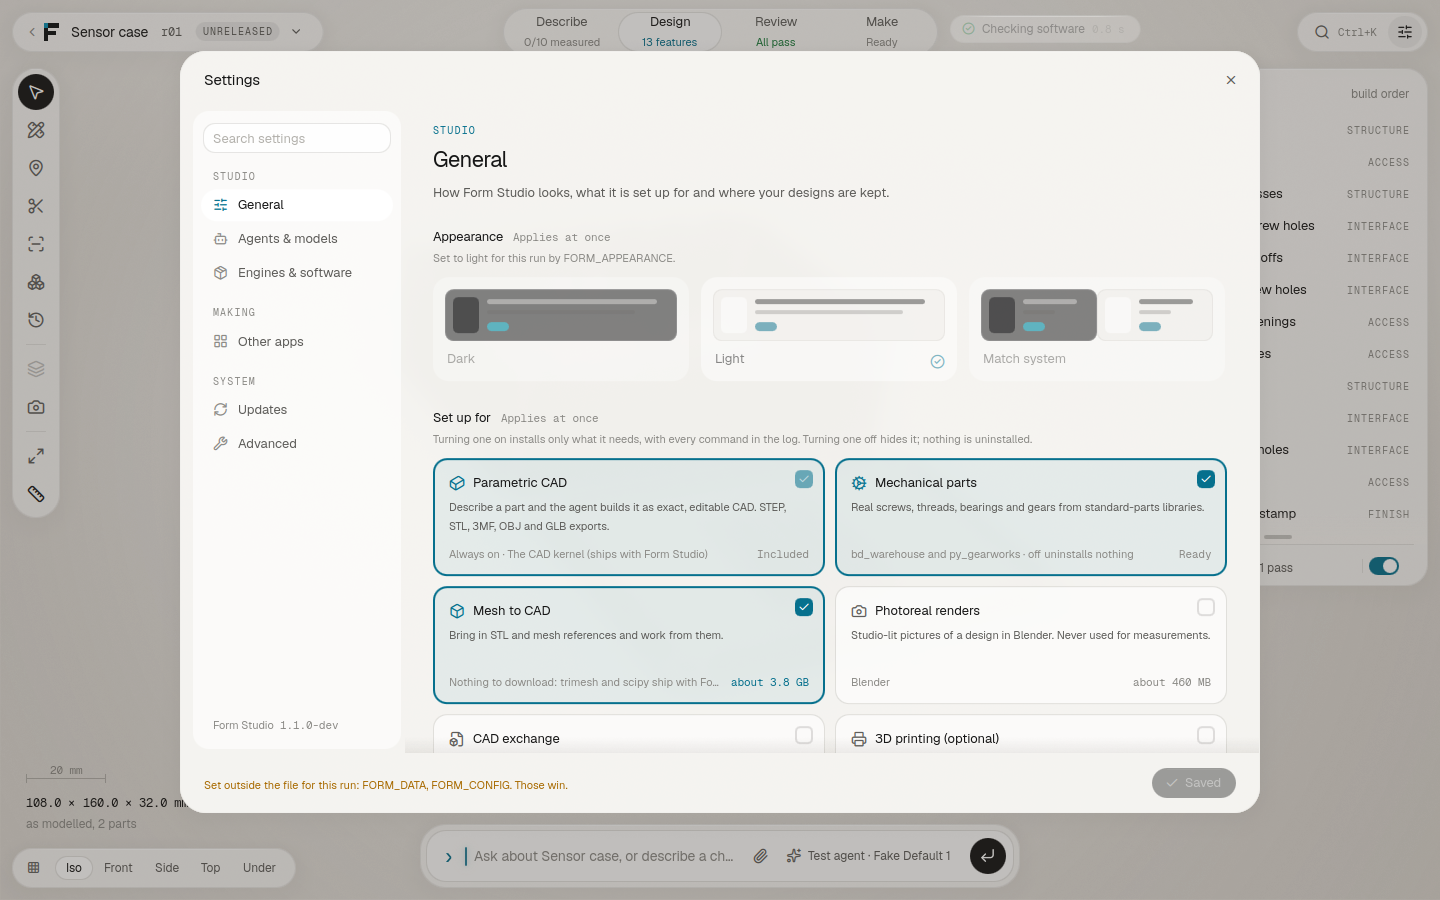 Sensor case r01 UNRELEASED
Describe
0/10 measured
Design
13 features
Review
All pass
Make
Ready
Checking software 0.8 s
Ctrl+K
Settings
Search settings
STUDIO
General
Agents & models
Engines & software
MAKING
Other apps
SYSTEM
Updates
Advanced
Form Studio 1.1.0-dev
STUDIO
General
How Form Studio looks, what it is set up for and where your designs are kept.
Appearance Applies at once
Set to light for this run by FORM_APPEARANCE.
Dark
Light
Match system
Set up for Applies at once
Turning one on installs only what it needs, with every command in the log. Turning one off hides it; nothing is uninstalled.
Parametric CAD
Describe a part and the agent builds it as exact, editable CAD. STEP,
STL, 3MF, OBJ and GLB exports.
Always on · The CAD kernel (ships with Form Studio) Included
Mechanical parts
Real screws, threads, bearings and gears from standard-parts libraries.
bd_warehouse and py_gearworks · off uninstalls nothing Ready
Mesh to CAD
Bring in STL and mesh references and work from them.
Nothing to download: trimesh and scipy ship with Fo... about 3.8 GB
Photoreal renders
Studio-lit pictures of a design in Blender. Never used for measurements.
Blender about 460 MB
CAD exchange
3D printing (optional)
Set outside the file for this run: FORM_DATA, FORM_CONFIG. Those win.
Saved
build order
STRUCTURE
ACCESS
sses STRUCTURE
rew holes INTERFACE
offs INTERFACE
ew holes INTERFACE
enings ACCESS
es ACCESS
STRUCTURE
INTERFACE
holes INTERFACE
ACCESS
stamp FINISH
1 pass
20 mm
108.0 × 160.0 × 32.0 mm
as modelled, 2 parts
Iso Front Side Top Under
Ask about Sensor case, or describe a ch...
Test agent · Fake Default 1